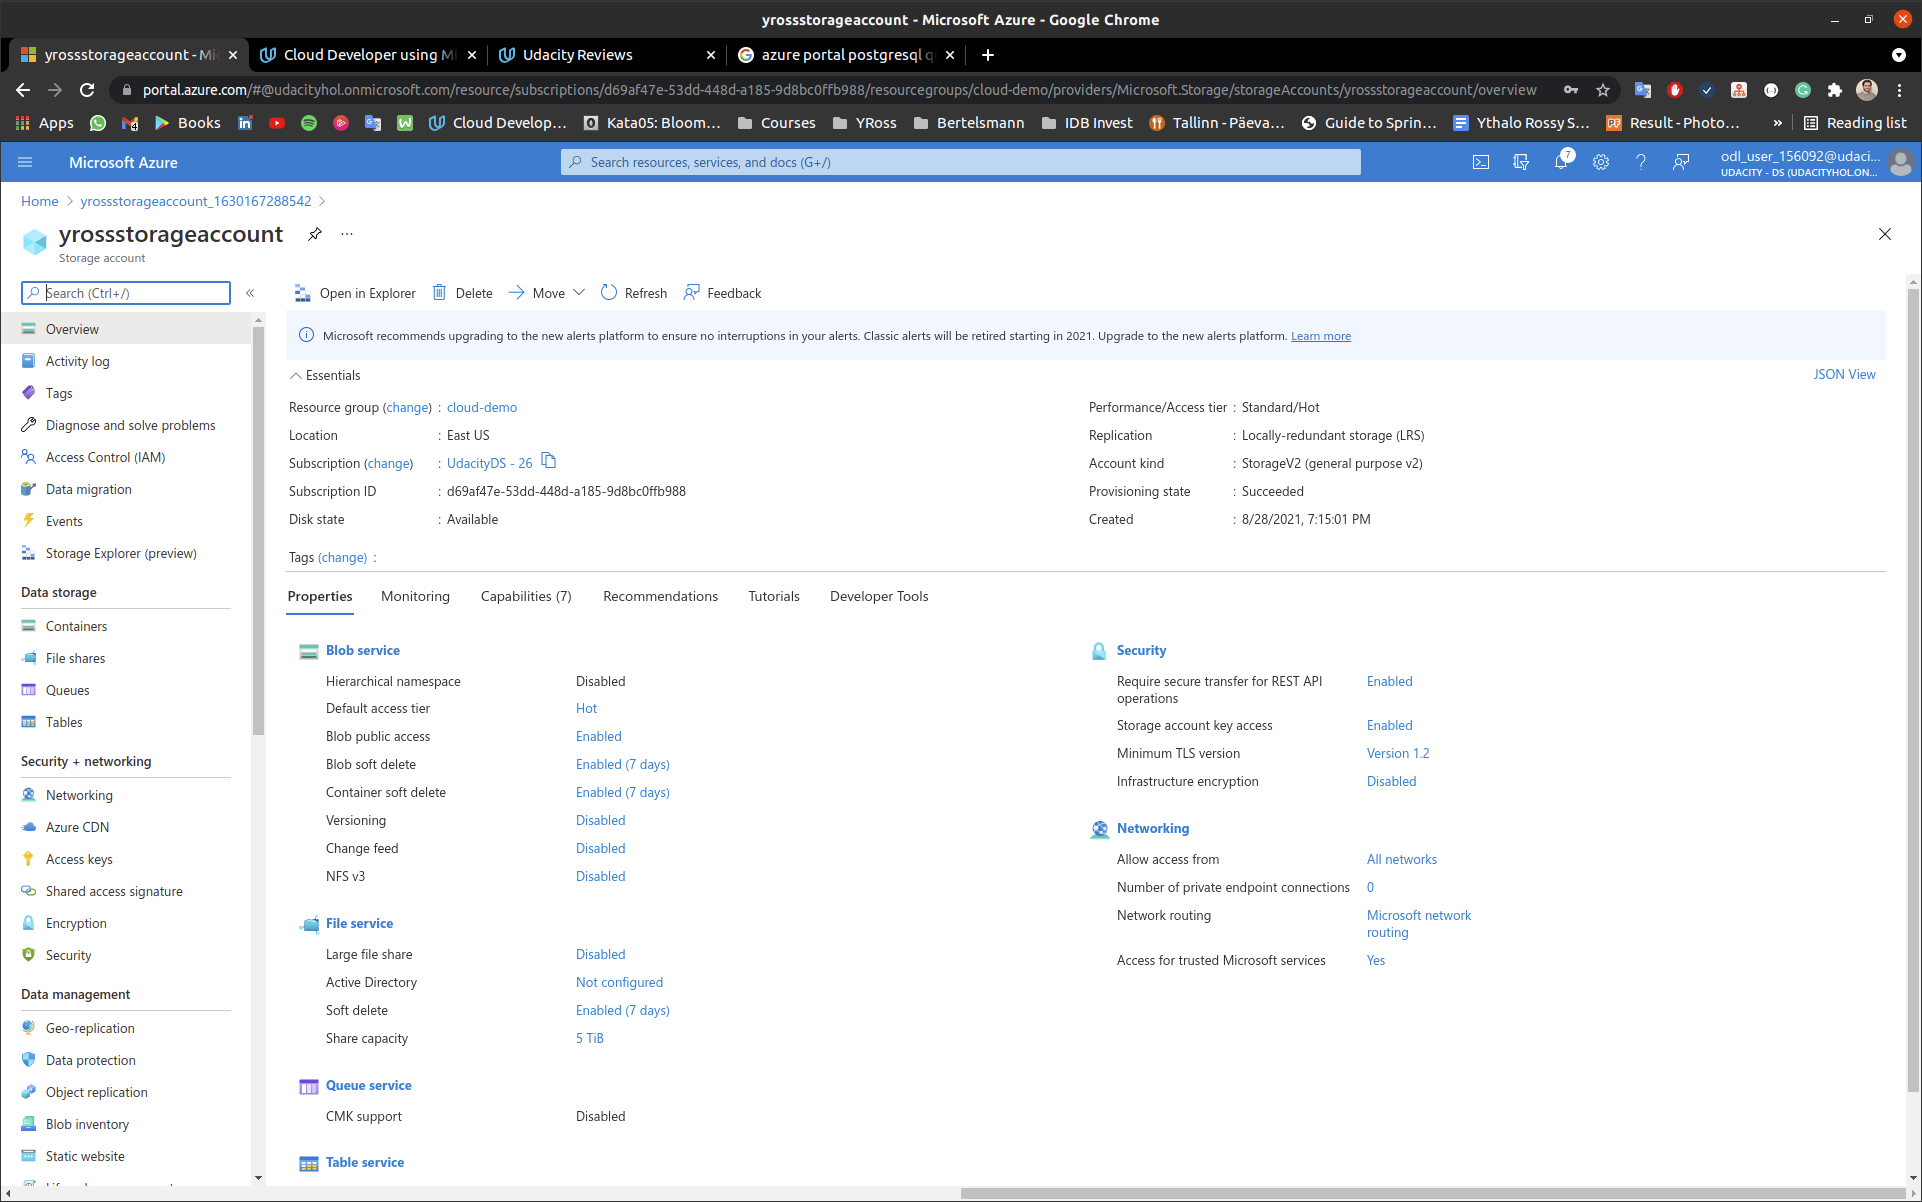 yrossstorageaccount - Microsoft Azure - Google Chrome
yrossstorageaccount - Mi
Cloud Developer using Mi
Udacity Reviews
azure portal postgresql q
portal.azure.com/#@udacityhol.onmicrosoft.com/resource/subscriptions/d69af47e-53dd-448d-a185-9d8bc0ffb988/resourcegroups/cloud-demo/providers/Microsoft.Storage/storageAccounts/yrossstorageaccount/overview
Apps
4
Books
Cloud Develop...
Kata05: Bloom...
Courses
YRoss
Bertelsmann
IDB Invest
Tallinn - Päeva...
Guide to Sprin...
Ythalo Rossy S...
Result - Photo...
»
Reading list
Microsoft Azure
Search resources, services, and docs (G+/)
7
odl_user_156092@udaci...
UDACITY - DS (UDACITYHOL.ON...
Home > yrossstorageaccount_1630167288542 >
yrossstorageaccount
...
Storage account
Search (Ctrl+/)
«
Open in Explorer
Delete
Move
Refresh
Feedback
Microsoft recommends upgrading to the new alerts platform to ensure no interruptions in your alerts. Classic alerts will be retired starting in 2021. Upgrade to the new alerts platform. Learn more
Overview
Activity log
Tags
Diagnose and solve problems
Access Control (IAM)
Data migration
Events
Storage Explorer (preview)
Data storage
Containers
File shares
Queues
Tables
Security + networking
Networking
Azure CDN
Access keys
Shared access signature
Encryption
Security
Data management
Geo-replication
Data protection
Object replication
Blob inventory
Static website
Essentials
JSON View
Resource group (change) : cloud-demo
Location : East US
Subscription (change) : UdacityDS - 26
Subscription ID : d69af47e-53dd-448d-a185-9d8bc0ffb988
Disk state : Available
Performance/Access tier : Standard/Hot
Replication : Locally-redundant storage (LRS)
Account kind : StorageV2 (general purpose v2)
Provisioning state : Succeeded
Created : 8/28/2021, 7:15:01 PM
Tags (change) :
Properties
Monitoring
Capabilities (7)
Recommendations
Tutorials
Developer Tools
Blob service
Hierarchical namespace Disabled
Default access tier Hot
Blob public access Enabled
Blob soft delete Enabled (7 days)
Container soft delete Enabled (7 days)
Versioning Disabled
Change feed Disabled
NFS v3 Disabled
File service
Large file share Disabled
Active Directory Not configured
Soft delete Enabled (7 days)
Share capacity 5 TiB
Queue service
CMK support Disabled
Table service
Security
Require secure transfer for REST API Enabled
operations
Storage account key access Enabled
Minimum TLS version Version 1.2
Infrastructure encryption Disabled
Networking
Allow access from All networks
Number of private endpoint connections 0
Network routing Microsoft network
routing
Access for trusted Microsoft services Yes